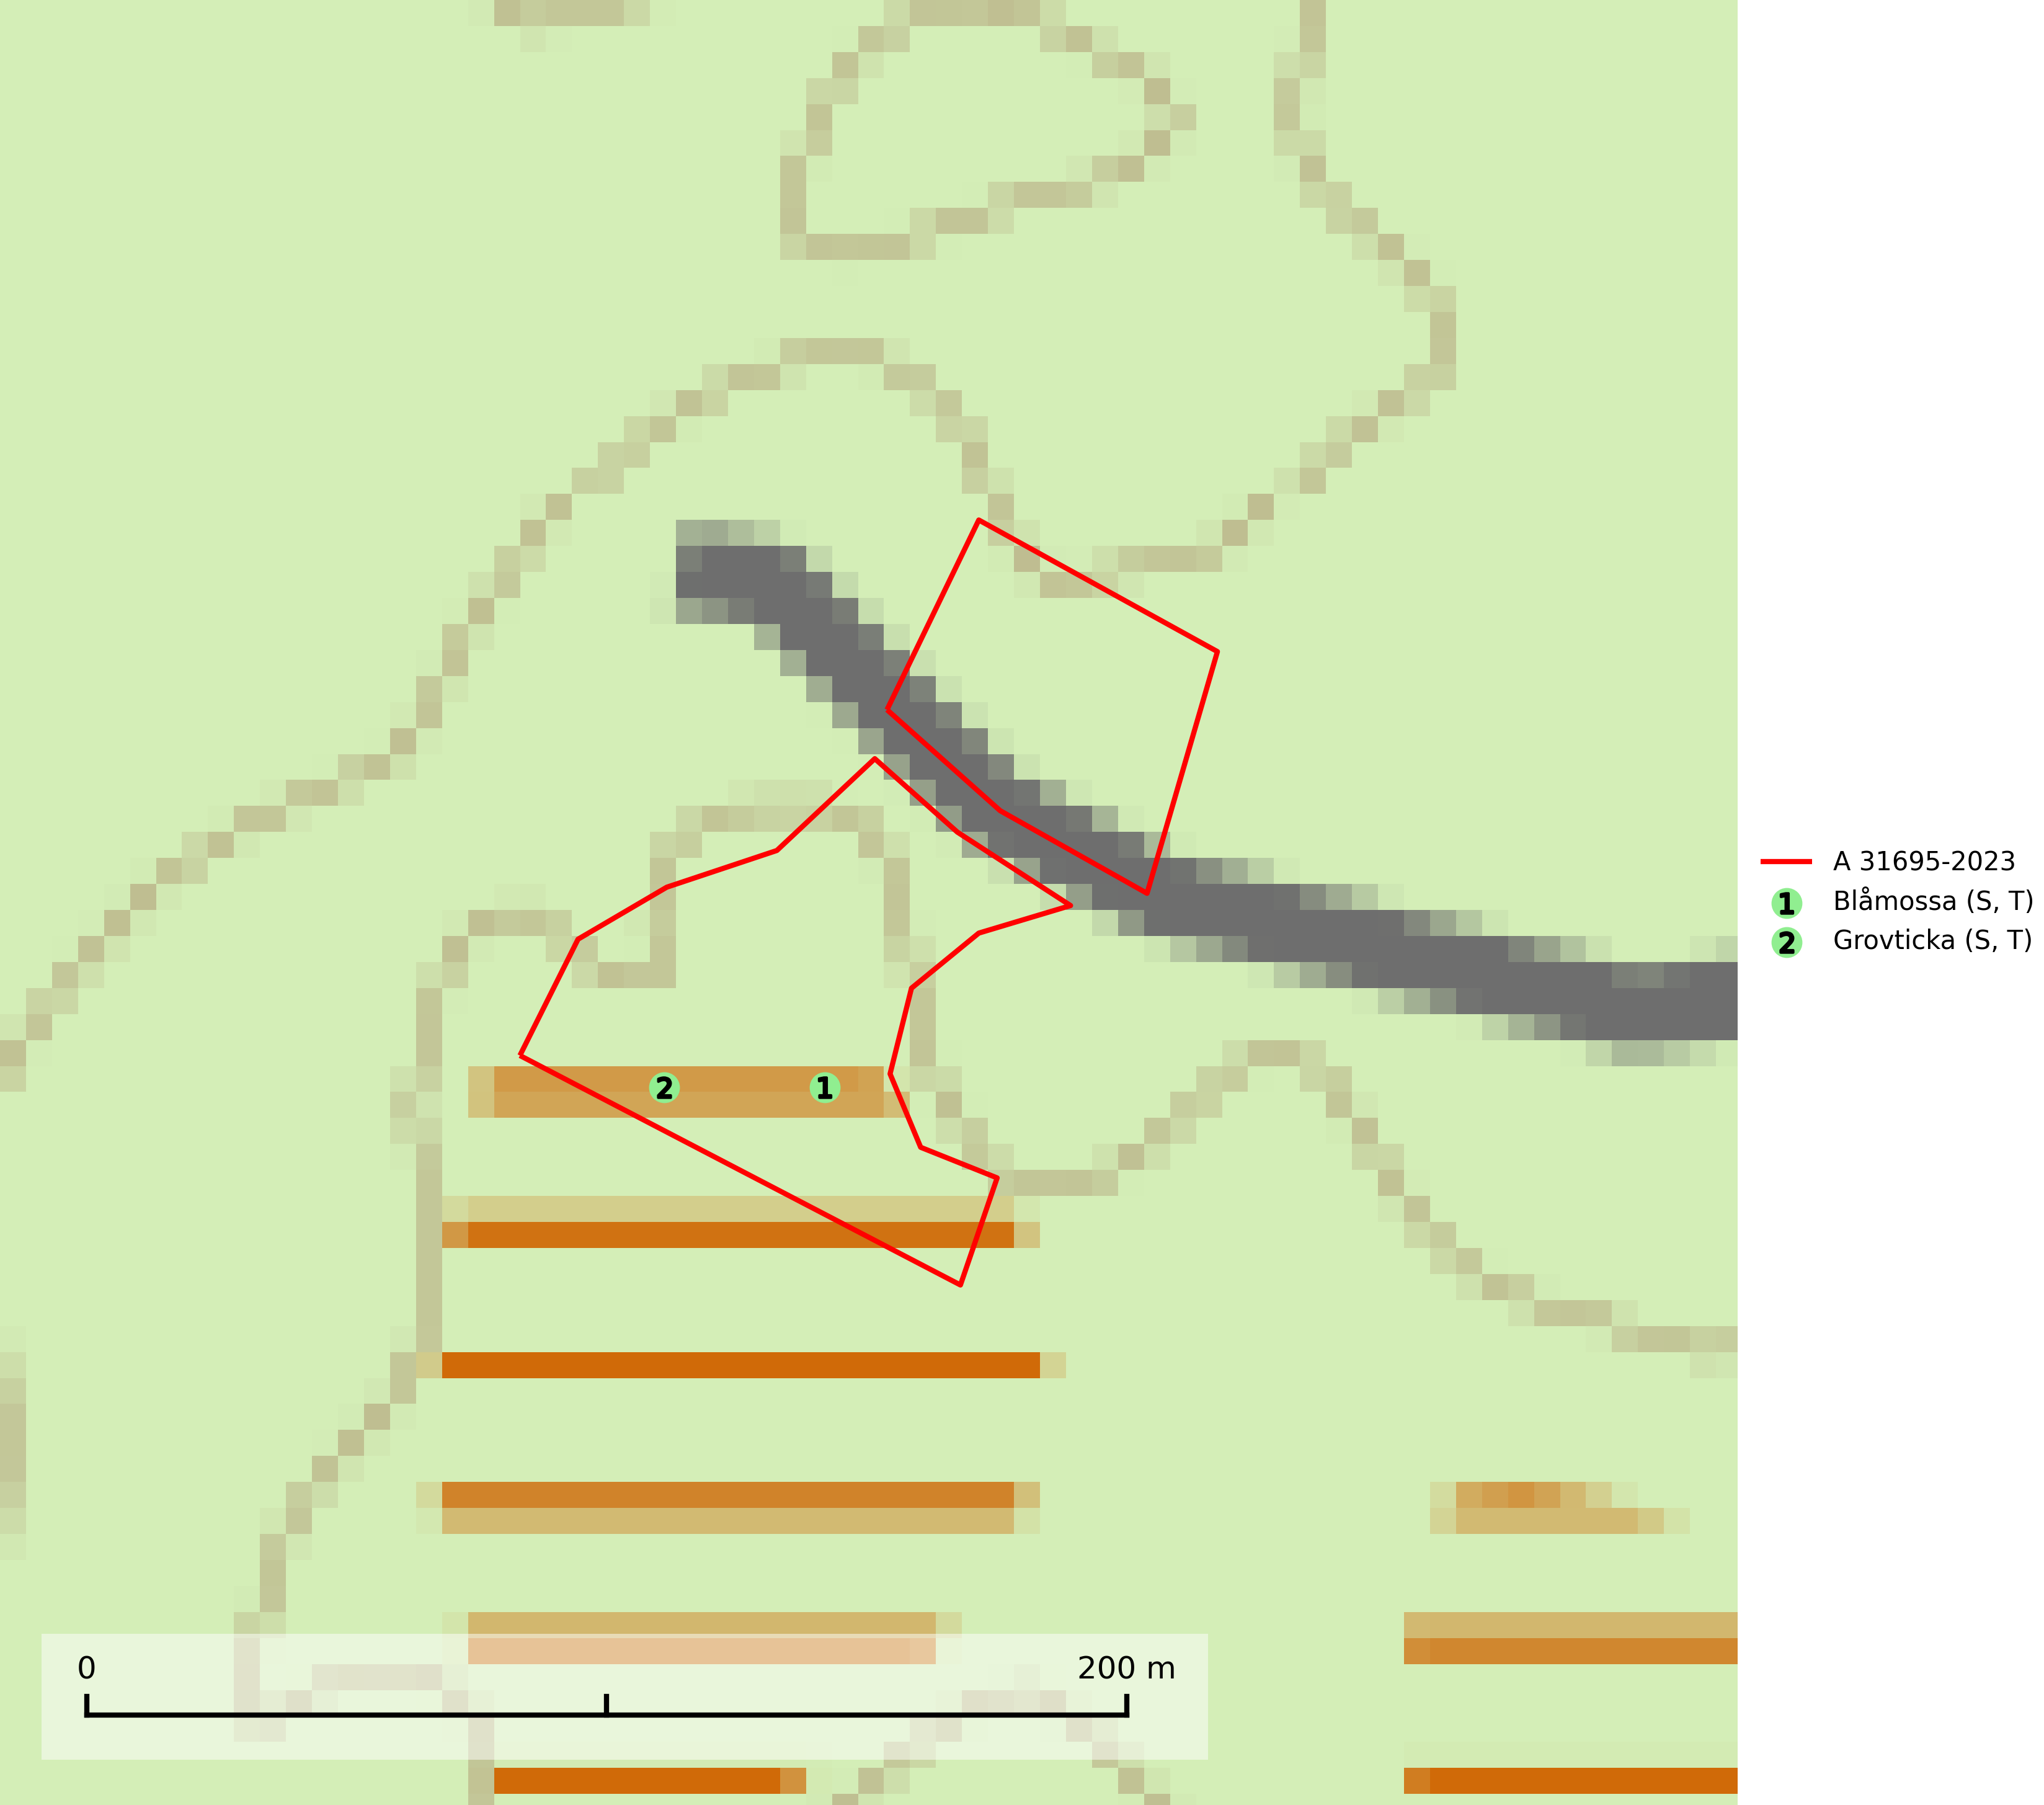 A 31695-2023
1 Blåmossa (S, T)
2 Grovticka (S, T)
2 1
0 200 m